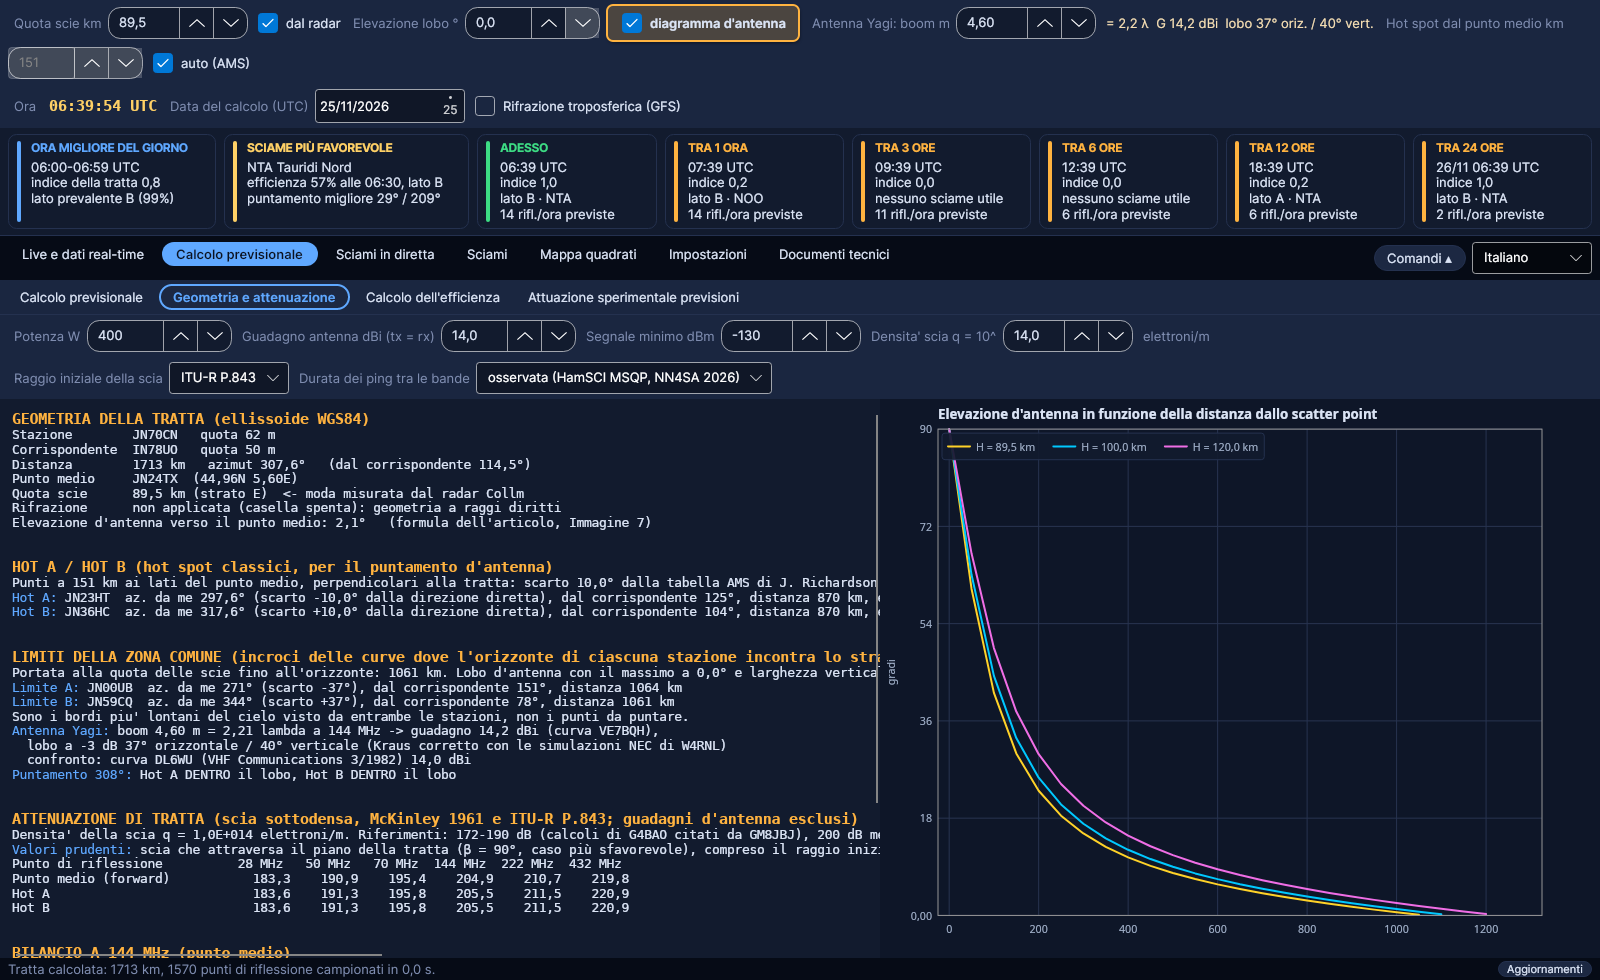 Quota scie km 89,5 dal radar Elevazione lobo ° 0,0 diagramma d'antenna Antenna Yagi: boom m 4,60 = 2,2 λ G 14,2 dBi lobo 37° oriz. / 40° vert. Hot spot dal punto medio km
151 auto (AMS)
Ora 06:39:54 UTC Data del calcolo (UTC) 25/11/2026 25 Rifrazione troposferica (GFS)
ORA MIGLIORE DEL GIORNO
06:00-06:59 UTC
indice della tratta 0,8
lato prevalente B (99%)
SCIAME PIÙ FAVOREVOLE
NTA Tauridi Nord
efficienza 57% alle 06:30, lato B
puntamento migliore 29° / 209°
ADESSO
06:39 UTC
indice 1,0
lato B · NTA
14 rifl./ora previste
TRA 1 ORA
07:39 UTC
indice 0,2
lato B · NOO
14 rifl./ora previste
TRA 3 ORE
09:39 UTC
indice 0,0
nessuno sciame utile
11 rifl./ora previste
TRA 6 ORE
12:39 UTC
indice 0,0
nessuno sciame utile
6 rifl./ora previste
TRA 12 ORE
18:39 UTC
indice 0,2
lato A · NTA
6 rifl./ora previste
TRA 24 ORE
26/11 06:39 UTC
indice 1,0
lato B · NTA
2 rifl./ora previste
Live e dati real-time Calcolo previsionale Sciami in diretta Sciami Mappa quadrati Impostazioni Documenti tecnici Comandi ▴ Italiano
Calcolo previsionale Geometria e attenuazione Calcolo dell'efficienza Attuazione sperimentale previsioni
Potenza W 400 Guadagno antenna dBi (tx = rx) 14,0 Segnale minimo dBm -130 Densita' scia q = 10^ 14,0 elettroni/m
Raggio iniziale della scia ITU-R P.843 Durata dei ping tra le bande osservata (HamSCI MSQP, NN4SA 2026)
GEOMETRIA DELLA TRATTA (ellissoide WGS84)
Stazione JN70CN quota 62 m
Corrispondente IN78UO quota 50 m
Distanza 1713 km azimut 307,6° (dal corrispondente 114,5°)
Punto medio JN24TX (44,96N 5,60E)
Quota scie 89,5 km (strato E) <- moda misurata dal radar Collm
Rifrazione non applicata (casella spenta): geometria a raggi diritti
Elevazione d'antenna verso il punto medio: 2,1° (formula dell'articolo, Immagine 7)
HOT A / HOT B (hot spot classici, per il puntamento d'antenna)
Punti a 151 km ai lati del punto medio, perpendicolari alla tratta: scarto 10,0° dalla tabella AMS di J. Richardson
Hot A: JN23HT az. da me 297,6° (scarto -10,0° dalla direzione diretta), dal corrispondente 125°, distanza 870 km,
Hot B: JN36HC az. da me 317,6° (scarto +10,0° dalla direzione diretta), dal corrispondente 104°, distanza 870 km,
LIMITI DELLA ZONA COMUNE (incroci delle curve dove l'orizzonte di ciascuna stazione incontra lo stra
Portata alla quota delle scie fino all'orizzonte: 1061 km. Lobo d'antenna con il massimo a 0,0° e larghezza vertica
Limite A: JN00UB az. da me 271° (scarto -37°), dal corrispondente 151°, distanza 1064 km
Limite B: JN59CQ az. da me 344° (scarto +37°), dal corrispondente 78°, distanza 1061 km
Sono i bordi piu' lontani del cielo visto da entrambe le stazioni, non i punti da puntare.
Antenna Yagi: boom 4,60 m = 2,21 lambda a 144 MHz -> guadagno 14,2 dBi (curva VE7BQH),
lobo a -3 dB 37° orizzontale / 40° verticale (Kraus corretto con le simulazioni NEC di W4RNL)
confronto: curva DL6WU (VHF Communications 3/1982) 14,0 dBi
Puntamento 308°: Hot A DENTRO il lobo, Hot B DENTRO il lobo
ATTENUAZIONE DI TRATTA (scia sottodensa, McKinley 1961 e ITU-R P.843; guadagni d'antenna esclusi)
Densita' della scia q = 1,0E+014 elettroni/m. Riferimenti: 172-190 dB (calcoli di G4BAO citati da GM8JBJ), 200 dB me
Valori prudenti: scia che attraversa il piano della tratta (β = 90°, caso più sfavorevole), compreso il raggio inizi
Punto di riflessione 28 MHz 50 MHz 70 MHz 144 MHz 222 MHz 432 MHz
Punto medio (forward) 183,3 190,9 195,4 204,9 210,7 219,8
Hot A 183,6 191,3 195,8 205,5 211,5 220,9
Hot B 183,6 191,3 195,8 205,5 211,5 220,9
BILANCIO A 144 MHz (punto medio)
Elevazione d'antenna in funzione della distanza dallo scatter point
H = 89,5 km H = 100,0 km H = 120,0 km
90
72
54
36
18
0,00
gradi
0 200 400 600 800 1000 1200
Tratta calcolata: 1713 km, 1570 punti di riflessione campionati in 0,0 s. Aggiornamenti